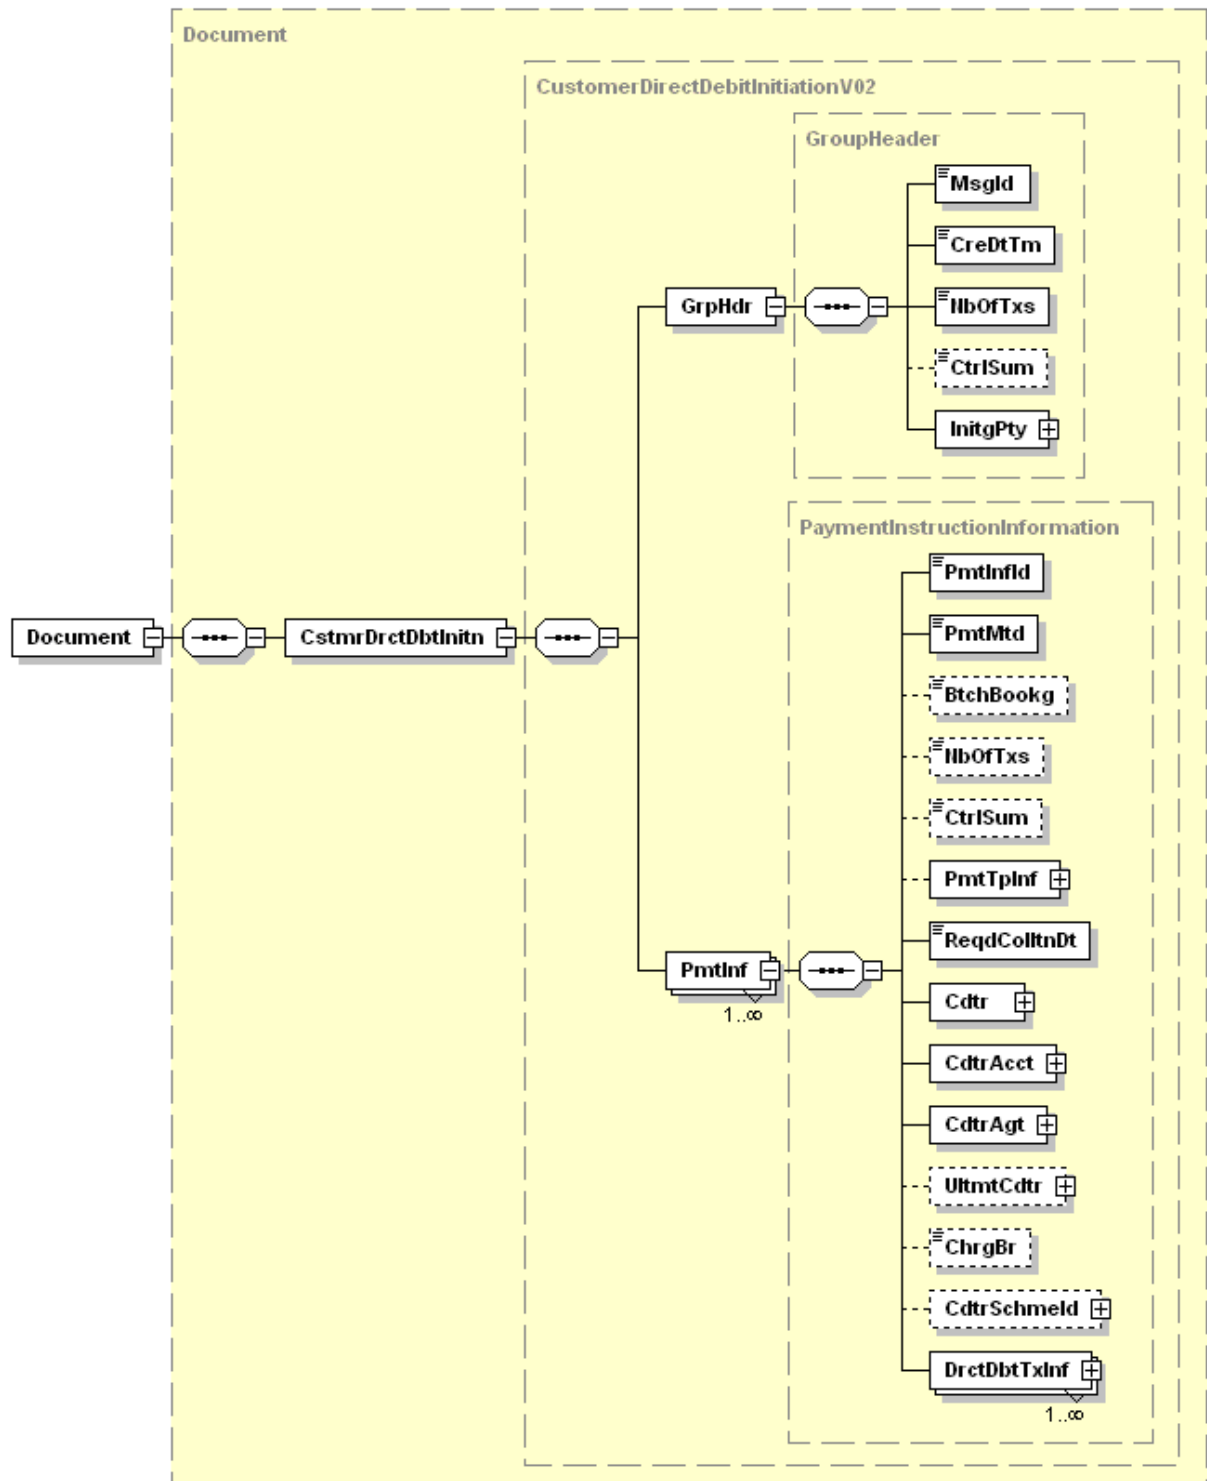 Document
CustomerDirectDebitInitiationV02
GroupHeader
MsgId
CreDtTm
GrpHdr
NbOfTxs
CtrlSum
InitgPty
PaymentInstructionInformation
PmtInfId
Document
CstmrDrctDbtInitn
PmtMtd
BtchBookg
NbOfTxs
CtrlSum
PmtTpInf
ReqdColltnDt
PmtInf
1..∞
Cdtr
CdtrAcct
CdtrAgt
UltmtCdtr
ChrgBr
CdtrSchmeId
DrctDbtTxInf
1..∞